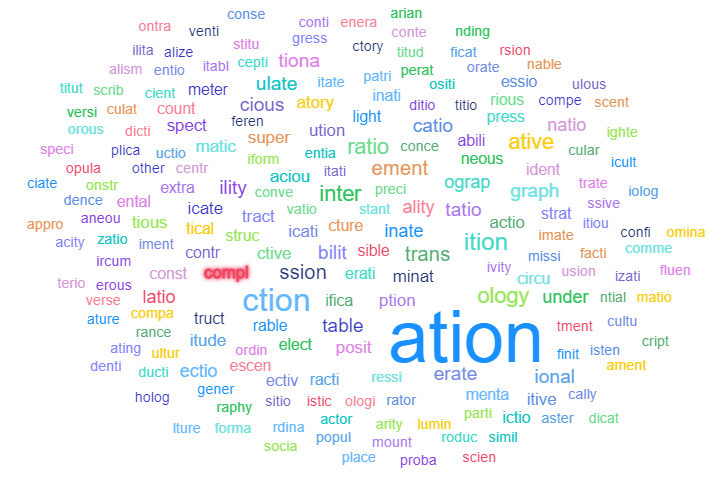 conse arian
ontra venti conti enera conte nding
stitu gress ctory rsion
ilita alize itabl cepti tiona titud ficat nable
alism entio perat orate
titut scrib cient meter ulate itate patri ositi essio ulous
versi culat count cious atory inati ditio titio rious compe scent
orous dicti spect feren ution light catio press natio ighte
speci plica uctio matic super ratio conce abili ative cular
opula other centr iform entia itati ement neous ident icult
ciate onstr extra ility aciou conve inter preci ograp graph trate iolog
dence ental icate vatio stant ality tatio strat ssive
appro aneou tious tical tract icati cture inate actio itiou confi omina
acity zatio iment struc ctive bilit sible trans ition imate comme
ircum contr missi facti
terio erous const compl ssion erati minat ivity circu usion izati fluen
verse latio ction ifica ption ology under ntial matio
ature compa truct rable table ation tment cultu
rance itude ordin elect posit finit isten cript
ating ultur escen ament
denti ducti ectio ectiv racti ressi erate ional
holog gener sitio istic ologi rator menta itive cally
raphy actor parti ictio aster dicat
lture forma rdina popul arity lumin roduc simil
socia place mount proba scien